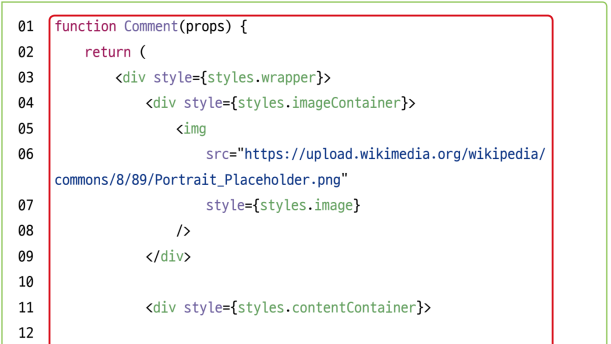 01 function Comment(props) {
02 return (
03 <div style={styles.wrapper}>
04 <div style={styles.imageContainer}>
05 <img
06 src="https://upload.wikimedia.org/wikipedia/
commons/8/89/Portrait_Placeholder.png"
07 style={styles.image}
08 />
09 </div>
10
11 <div style={styles.contentContainer}>
12